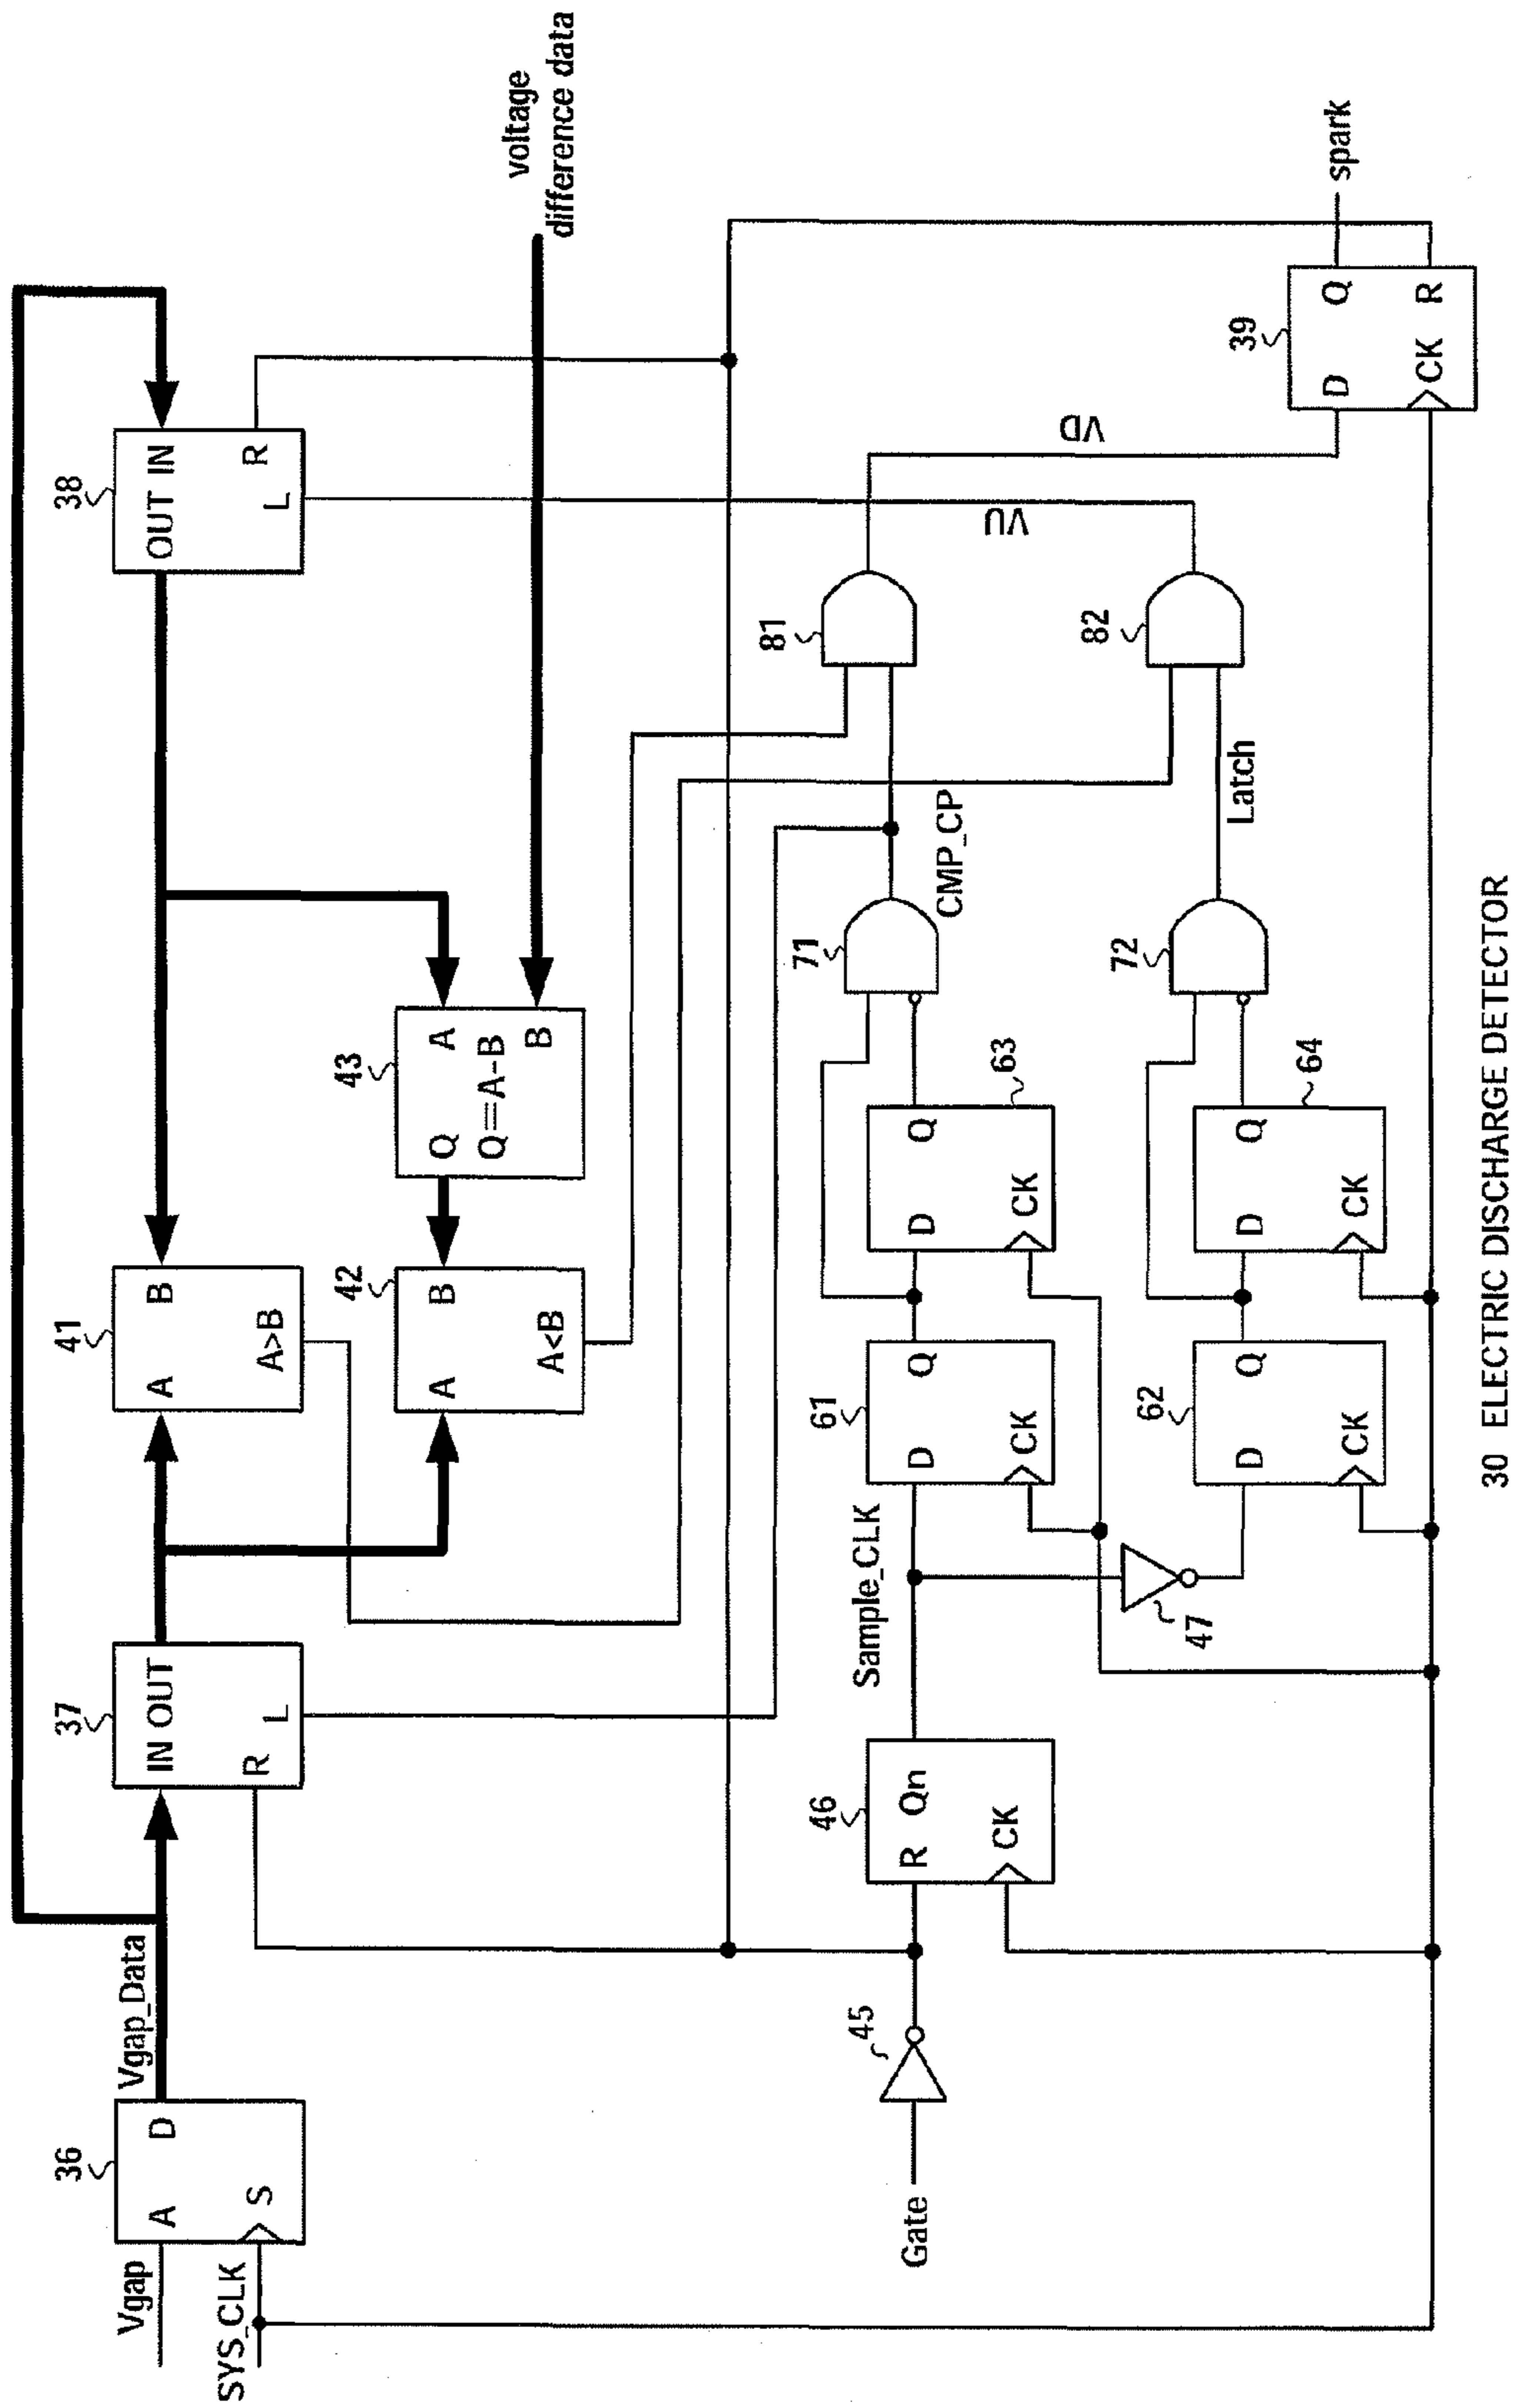 Vgap
SYS_CLK
36
A D
S
Vgap_Data
37
IN OUT
R
L
41
A B
A>B
38
OUT IN
R
L
42
A B
A<B
43
Q A
Q=A-B
B
voltage
difference data
Gate
45
46
R Qn
CK
Sample_CLK
47
61
D Q
CK
63
D Q
CK
71
CMP_CP
81
62
D Q
CK
64
D Q
CK
72
Latch
82
VU
VD
39
D Q
CK R
spark
30 ELECTRIC DISCHARGE DETECTOR